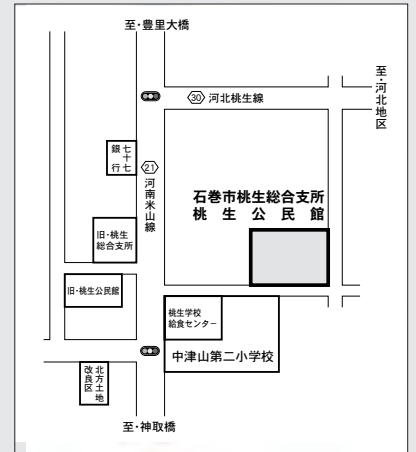 至・豊里大橋
30 河北桃生線
至・河北地区
七十七
銀行
21
河南米山線
石巻市桃生総合支所
桃生公民館
旧・桃生
総合支所
旧・桃生公民館
桃生学校
給食センター
中津山第二小学校
北方土地
改良区
至・神取橋